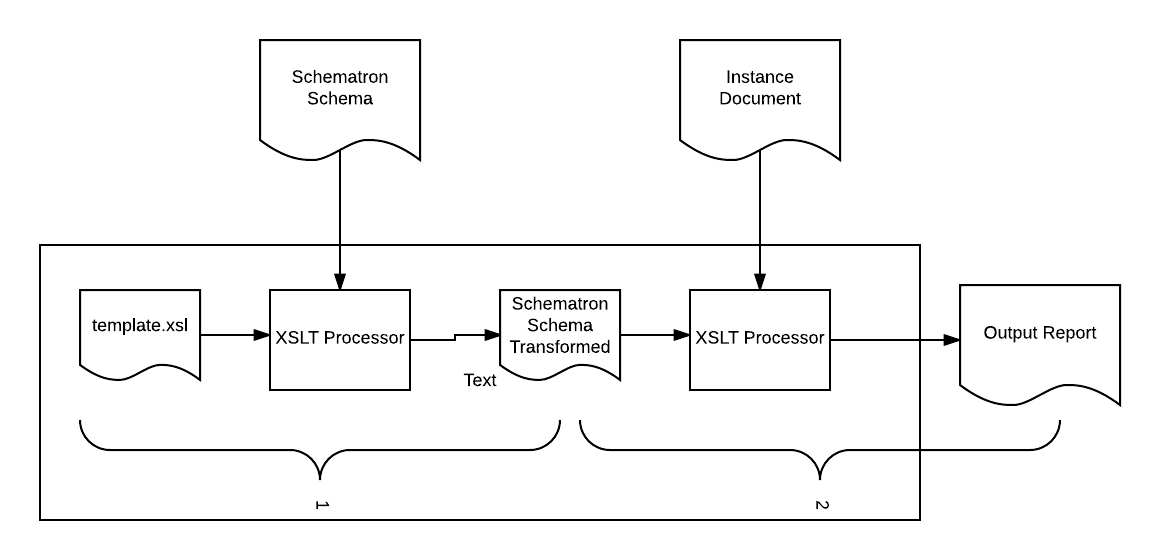 Schematron
Schema
Instance
Document
template.xsl
XSLT Processor
Schematron
Schema
Transformed
XSLT Processor
Output Report
Text
1
2